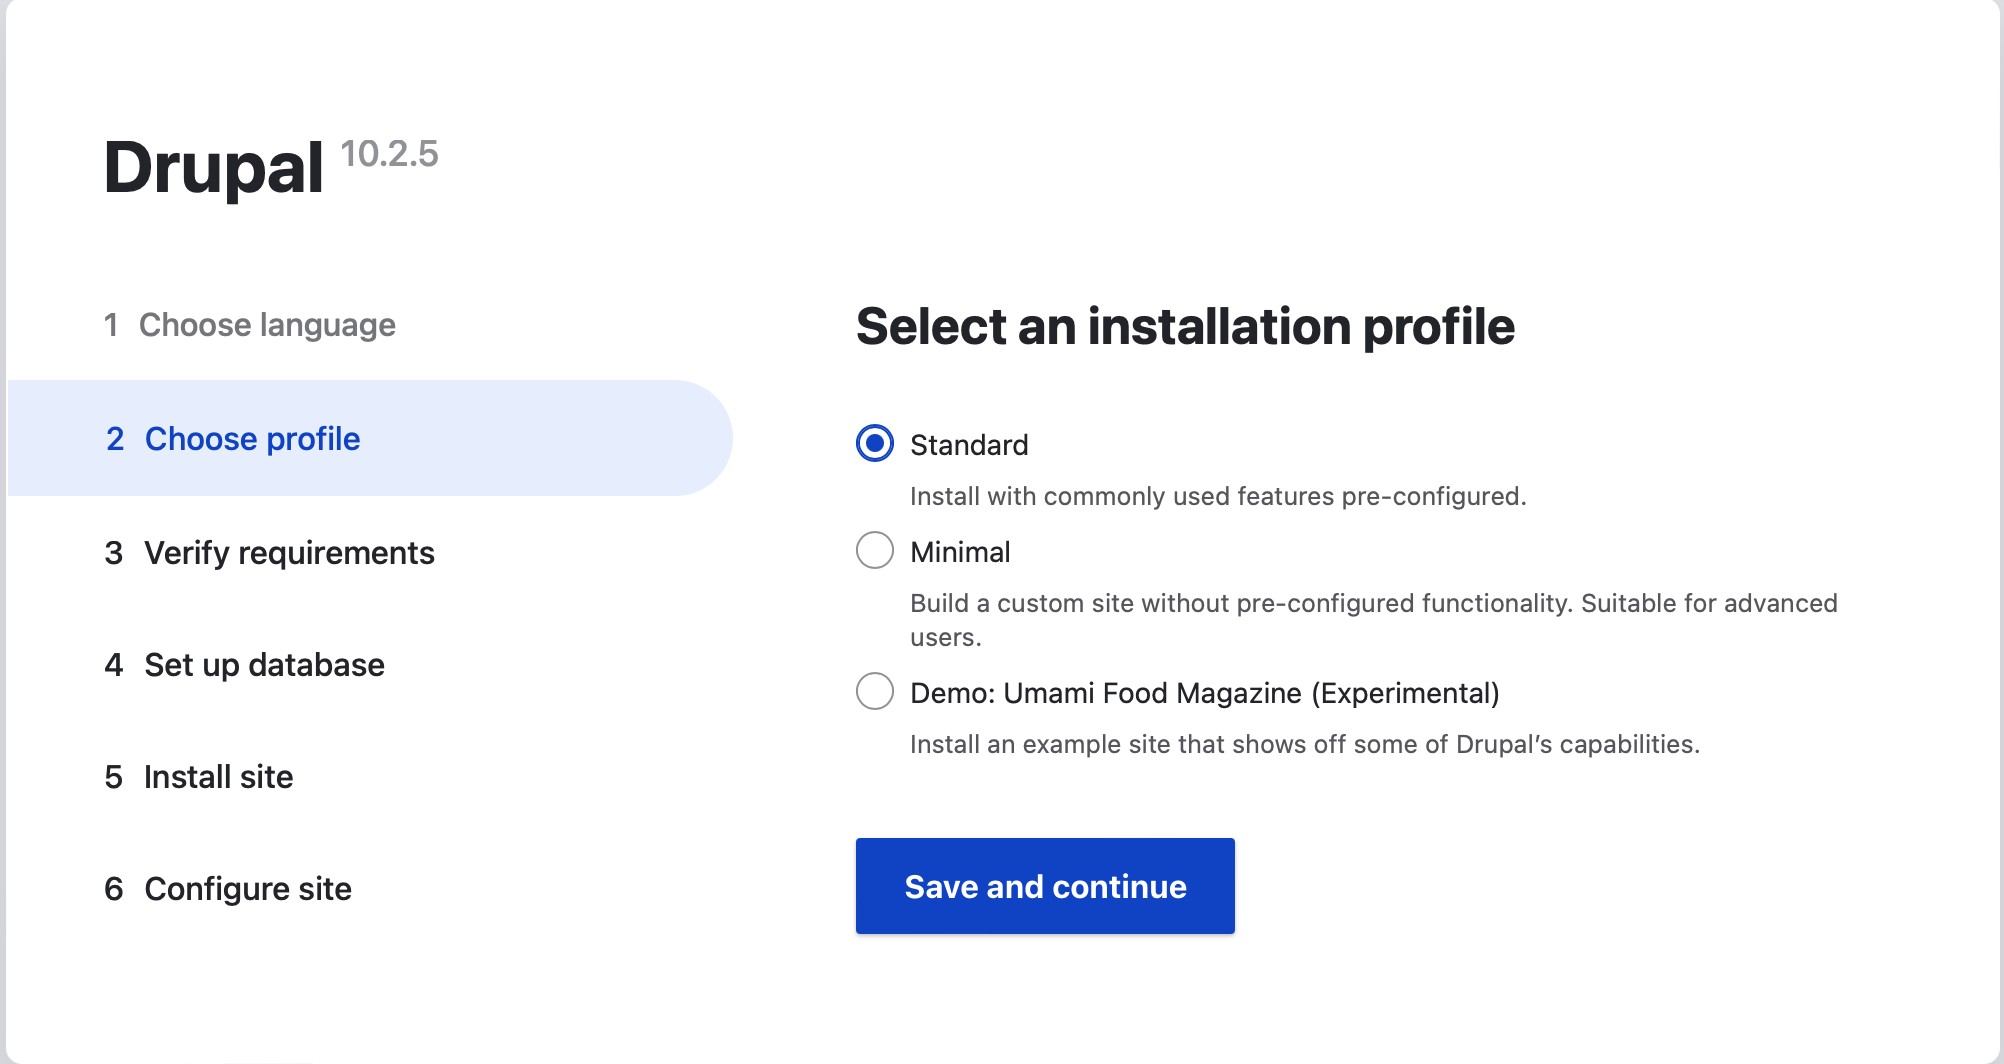 Drupal 10.2.5
1 Choose language
2 Choose profile
3 Verify requirements
4 Set up database
5 Install site
6 Configure site
Select an installation profile
Standard
Install with commonly used features pre-configured.
Minimal
Build a custom site without pre-configured functionality. Suitable for advanced
users.
Demo: Umami Food Magazine (Experimental)
Install an example site that shows off some of Drupal’s capabilities.
Save and continue